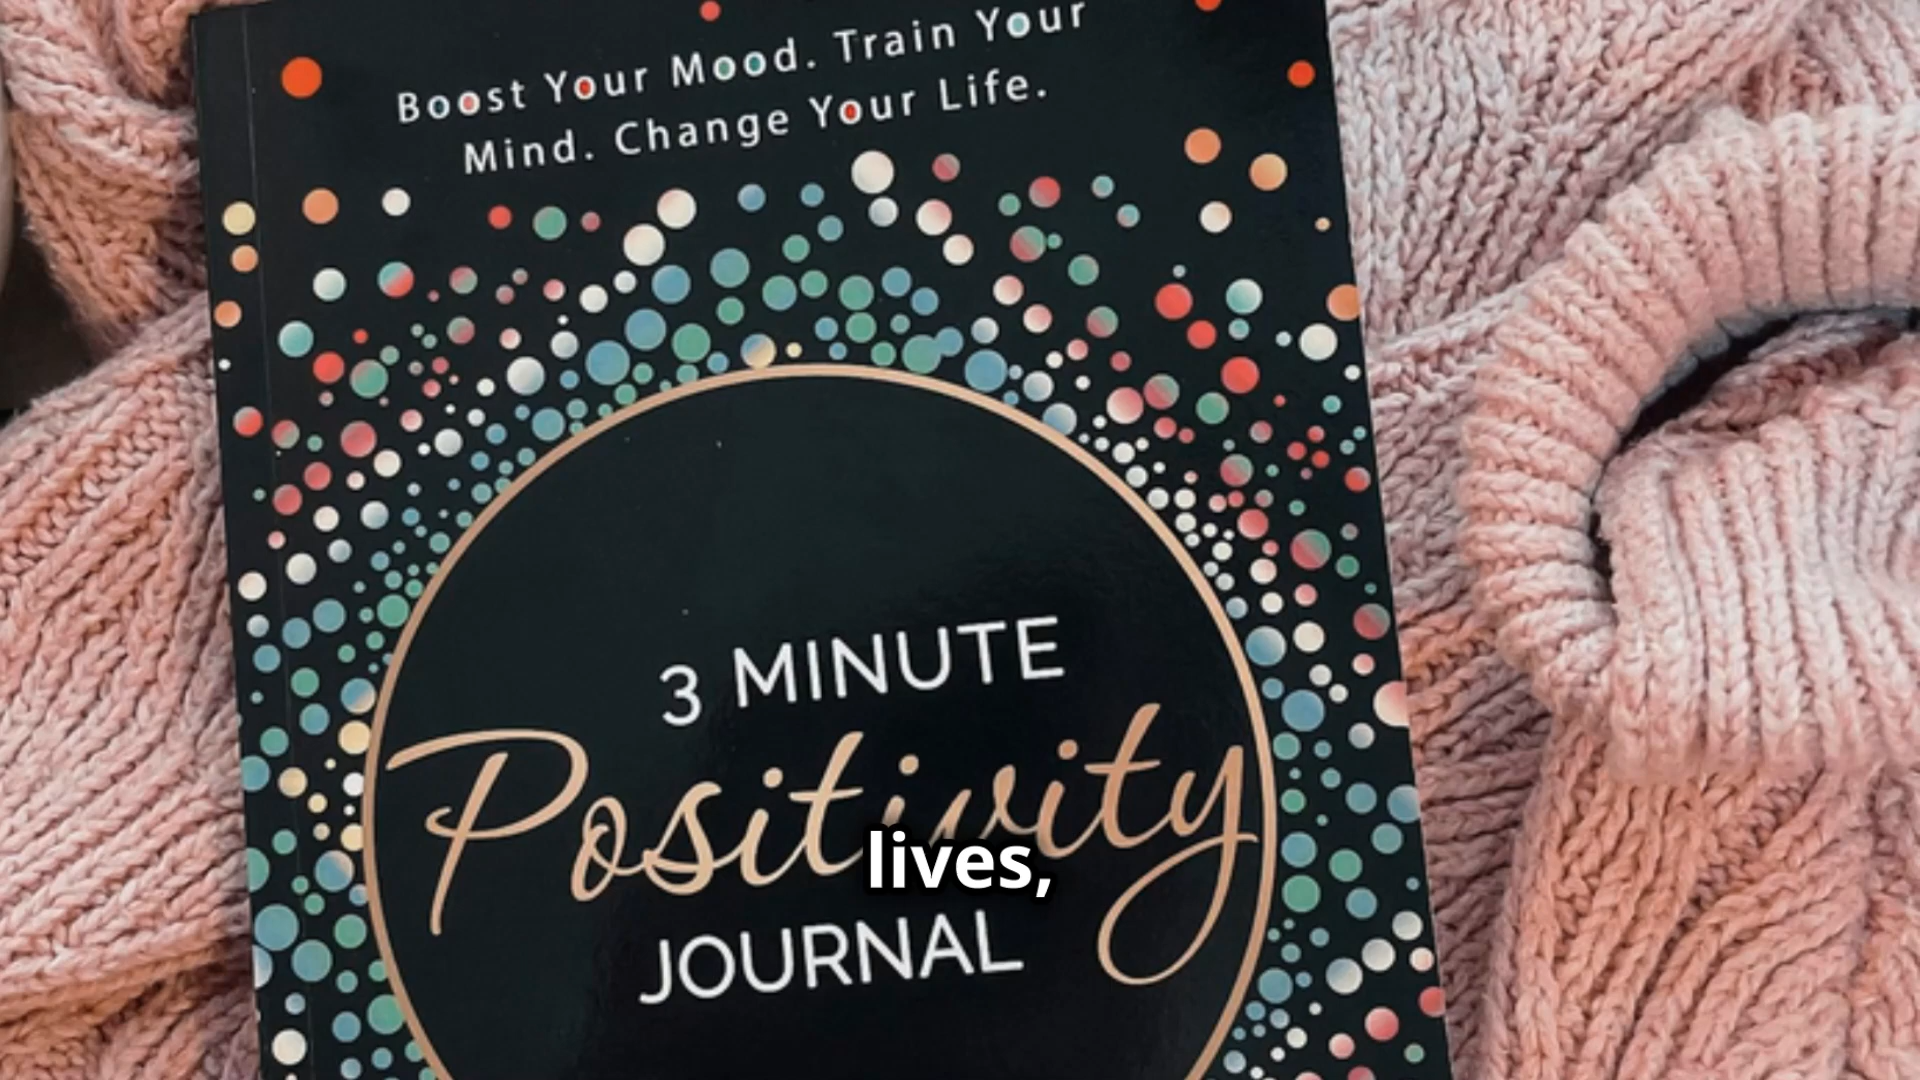 Boost Your Mood. Train Your
Mind. Change Your Life.
3 MINUTE
Positivity
lives,
JOURNAL